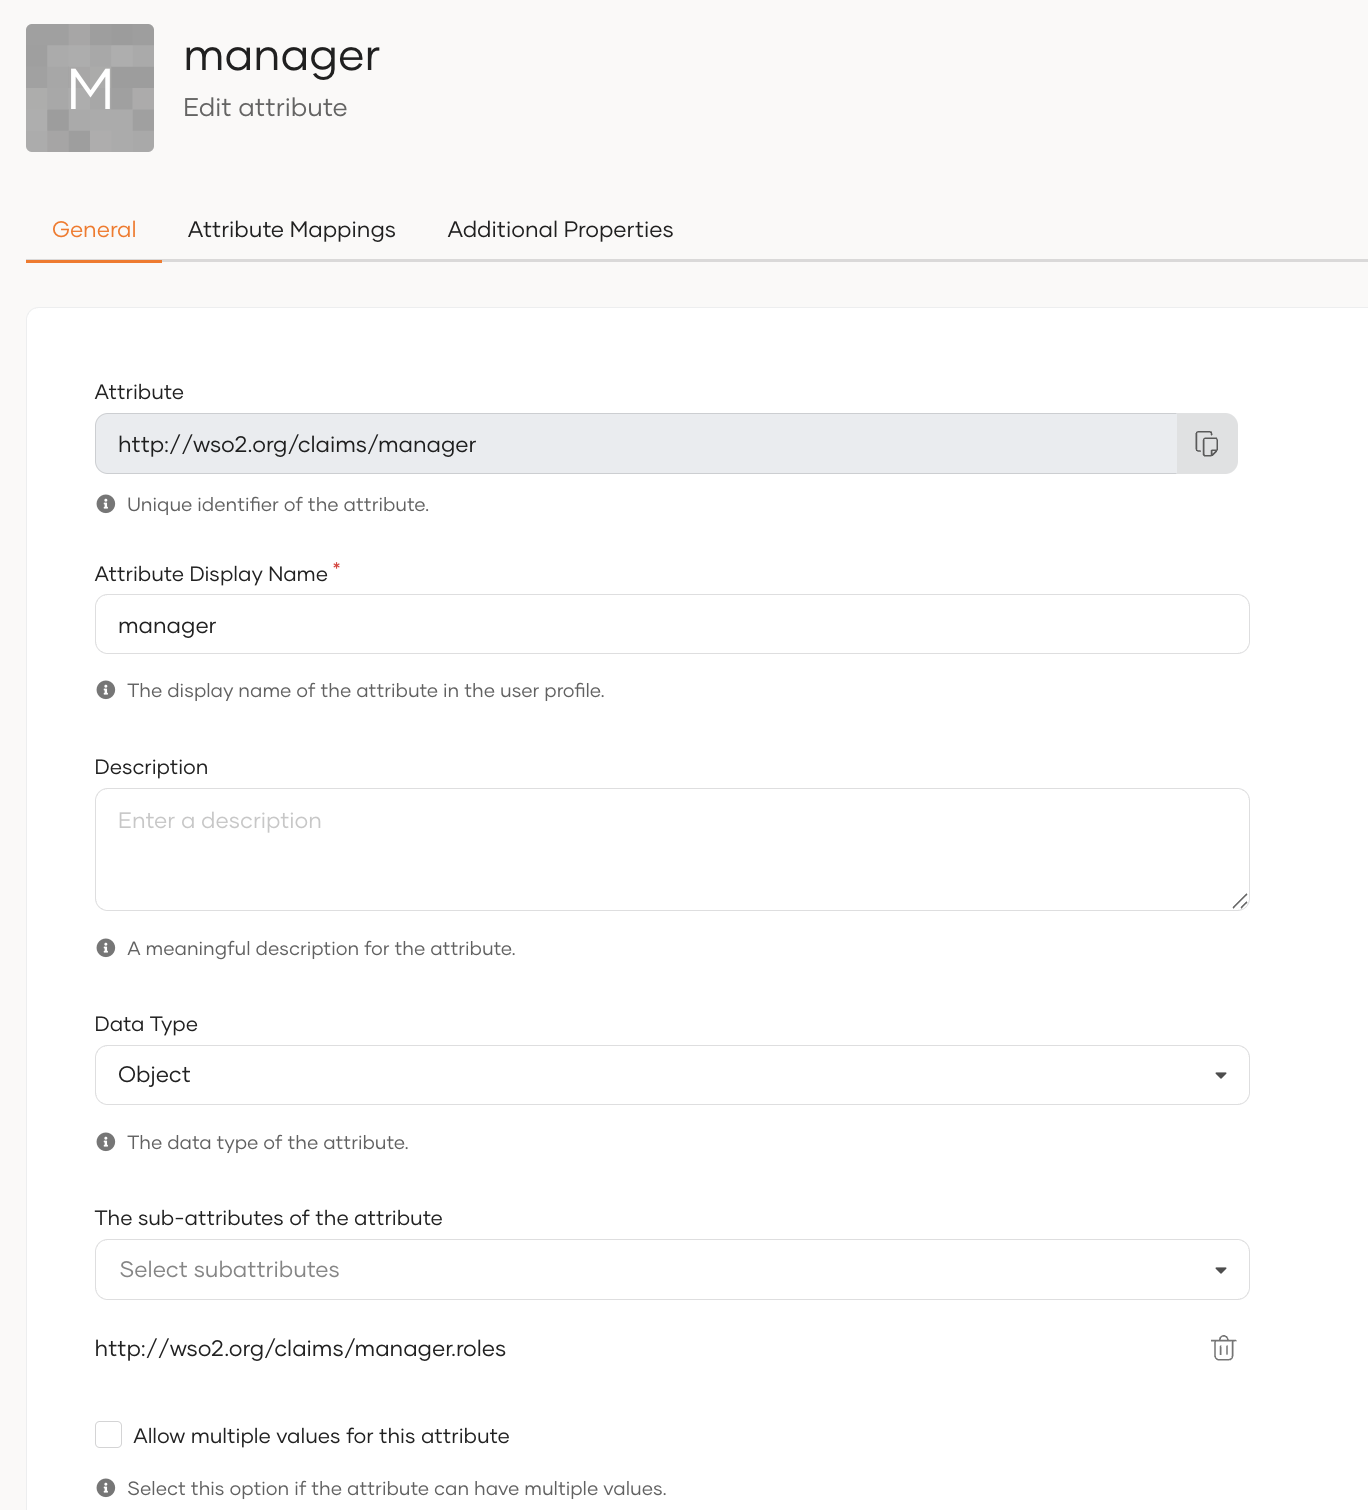 M
manager
Edit attribute
General Attribute Mappings Additional Properties
Attribute
http://wso2.org/claims/manager
Unique identifier of the attribute.
Attribute Display Name *
manager
The display name of the attribute in the user profile.
Description
Enter a description
A meaningful description for the attribute.
Data Type
Object
The data type of the attribute.
The sub-attributes of the attribute
Select subattributes
http://wso2.org/claims/manager.roles
Allow multiple values for this attribute
Select this option if the attribute can have multiple values.